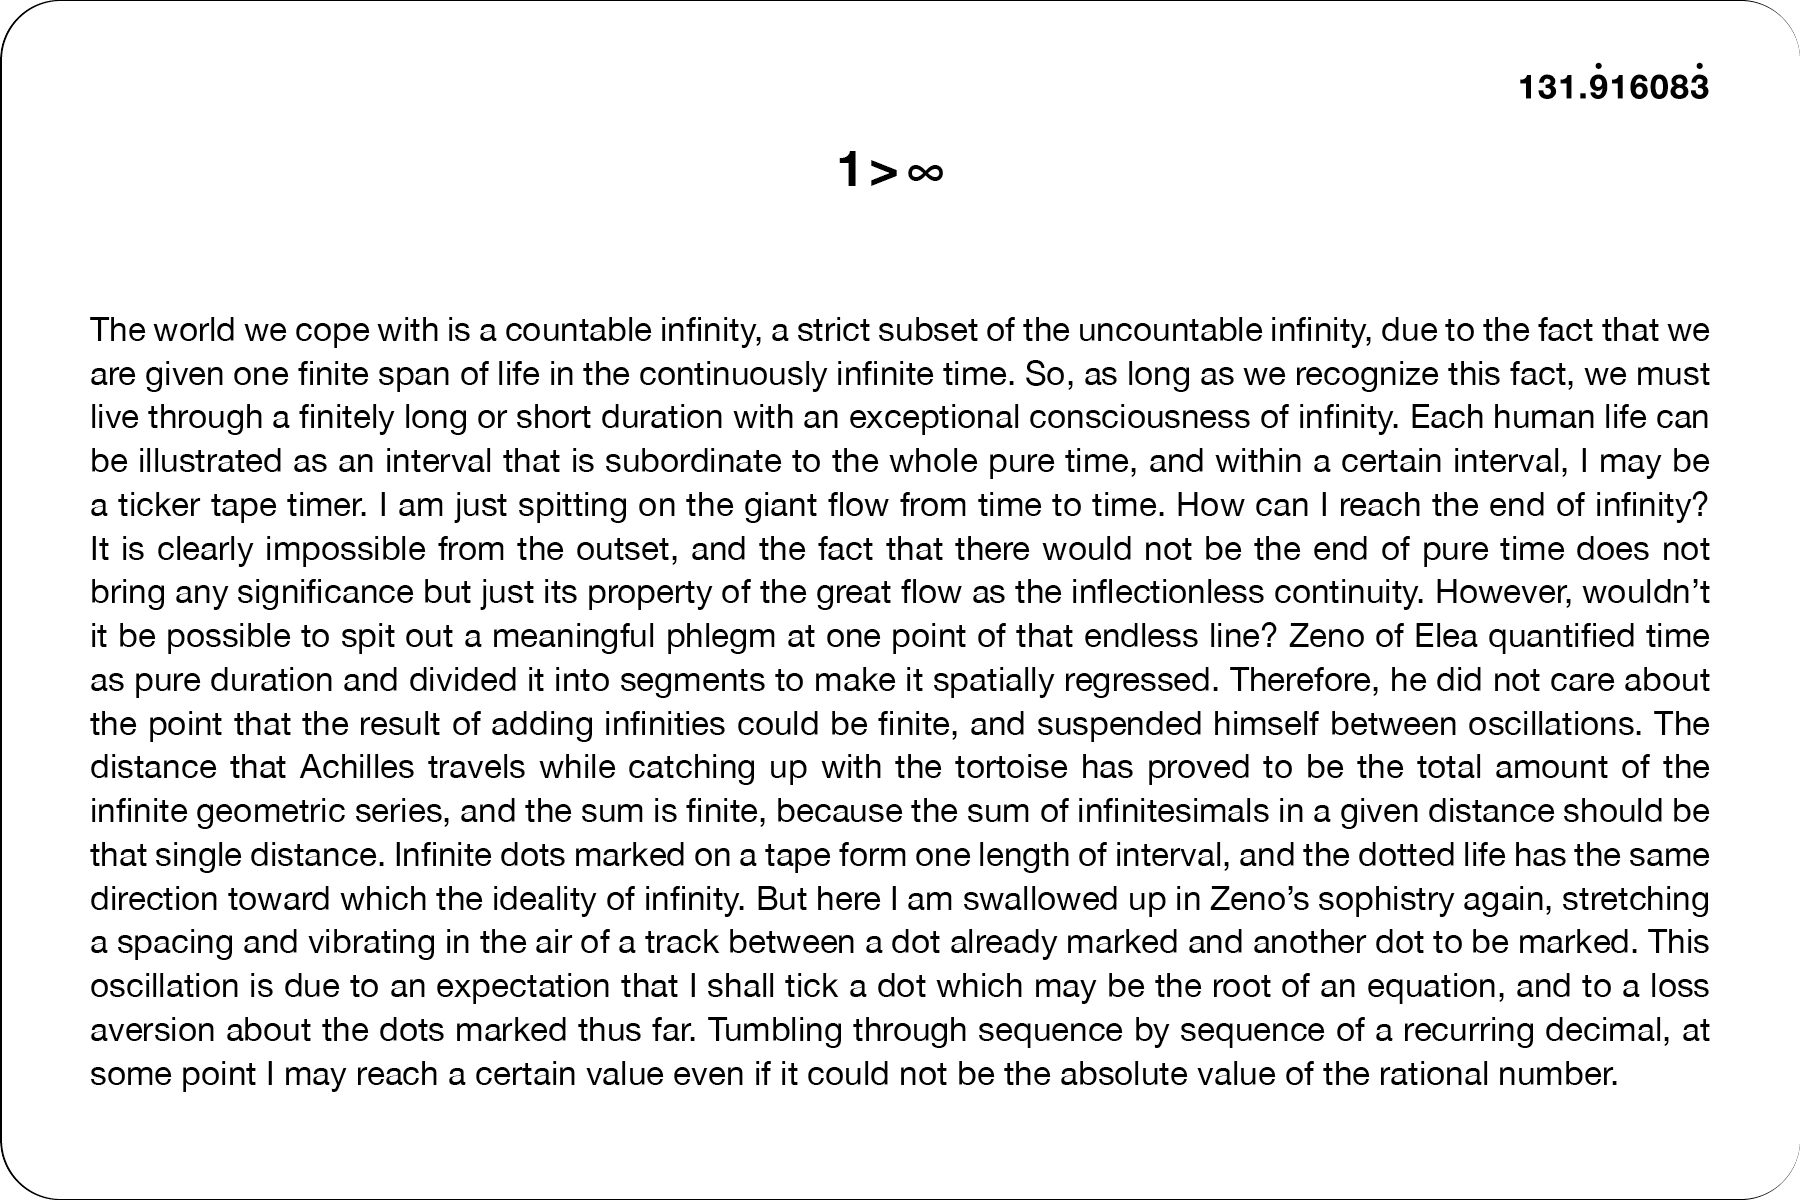 131.9̇16083̇
1 > ∞
The world we cope with is a countable infinity, a strict subset of the uncountable infinity, due to the fact that we
are given one finite span of life in the continuously infinite time. So, as long as we recognize this fact, we must
live through a finitely long or short duration with an exceptional consciousness of infinity. Each human life can
be illustrated as an interval that is subordinate to the whole pure time, and within a certain interval, I may be
a ticker tape timer. I am just spitting on the giant flow from time to time. How can I reach the end of infinity?
It is clearly impossible from the outset, and the fact that there would not be the end of pure time does not
bring any significance but just its property of the great flow as the inflectionless continuity. However, wouldn’t
it be possible to spit out a meaningful phlegm at one point of that endless line? Zeno of Elea quantified time
as pure duration and divided it into segments to make it spatially regressed. Therefore, he did not care about
the point that the result of adding infinities could be finite, and suspended himself between oscillations. The
distance that Achilles travels while catching up with the tortoise has proved to be the total amount of the
infinite geometric series, and the sum is finite, because the sum of infinitesimals in a given distance should be
that single distance. Infinite dots marked on a tape form one length of interval, and the dotted life has the same
direction toward which the ideality of infinity. But here I am swallowed up in Zeno’s sophistry again, stretching
a spacing and vibrating in the air of a track between a dot already marked and another dot to be marked. This
oscillation is due to an expectation that I shall tick a dot which may be the root of an equation, and to a loss
aversion about the dots marked thus far. Tumbling through sequence by sequence of a recurring decimal, at
some point I may reach a certain value even if it could not be the absolute value of the rational number.